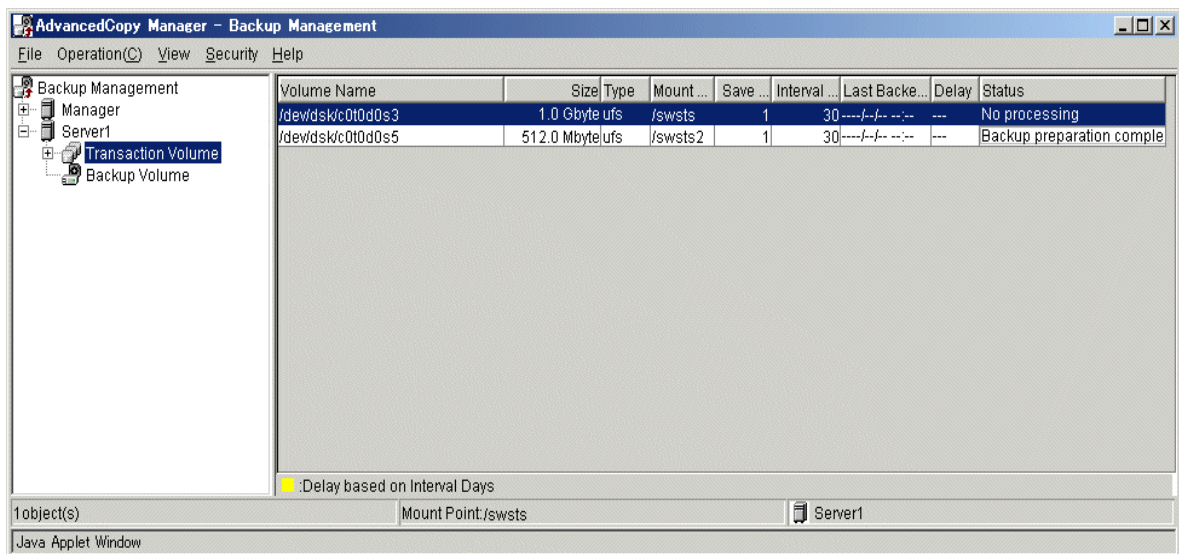 AdvancedCopy Manager - Backup Management
File Operation(C) View Security Help
Backup Management
Manager
Server1
Transaction Volume
Backup Volume
Volume Name Size Type Mount ... Save ... Interval ... Last Backe... Delay Status
/dev/dsk/c0t0d0s3 1.0 Gbyte ufs /swsts 1 30 ----/--/-- --:-- --- No processing
/dev/dsk/c0t0d0s5 512.0 Mbyte ufs /swsts2 1 30 ----/--/-- --:-- --- Backup preparation comple
:Delay based on Interval Days
1object(s) Mount Point:/swsts Server1
Java Applet Window